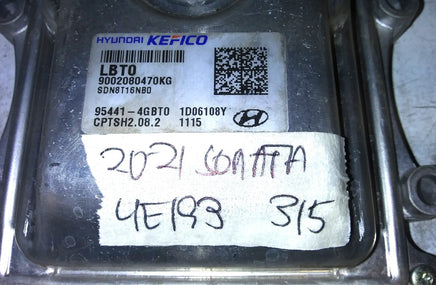 HYUNDAI KEFICO
LBT0
9002080470KG
SDN8T16NB0
95441-4GBT0 1D06108Y
CPTSH2.08.2 1115
2021 SONATA
4E193 315